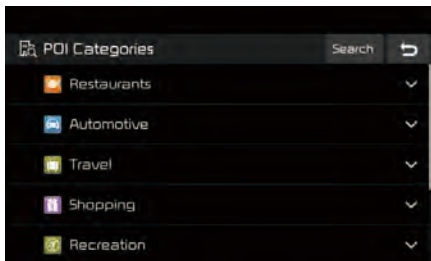 POI Categories Search
Restaurants
Automotive
Travel
Shopping
Recreation